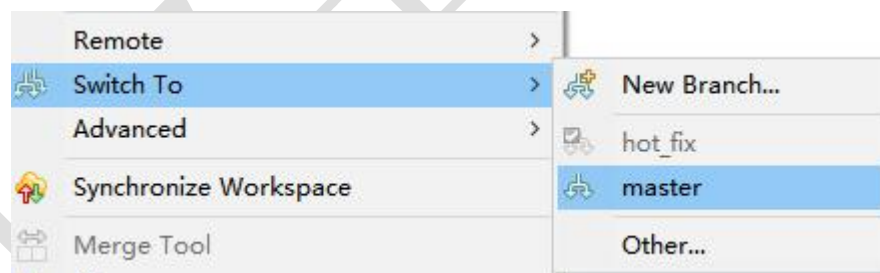 Remote
Switch To
Advanced
Synchronize Workspace
Merge Tool
New Branch...
hot_fix
master
Other...